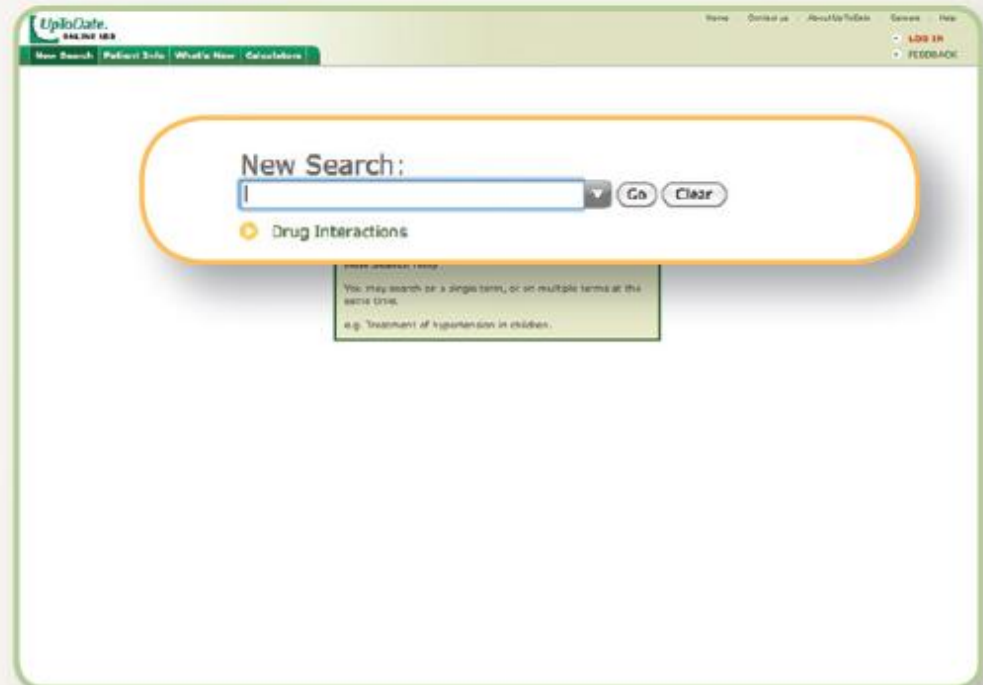 UpToDate.
Home Contact us About UpToDate Careers Help
LOG IN
FEEDBACK
New Search Patient Info What's New Calculators
New Search:
Go Clear
Drug Interactions
You may search on a single term, or on multiple terms at the
same time.
e.g. Treatment of hypertension in children.